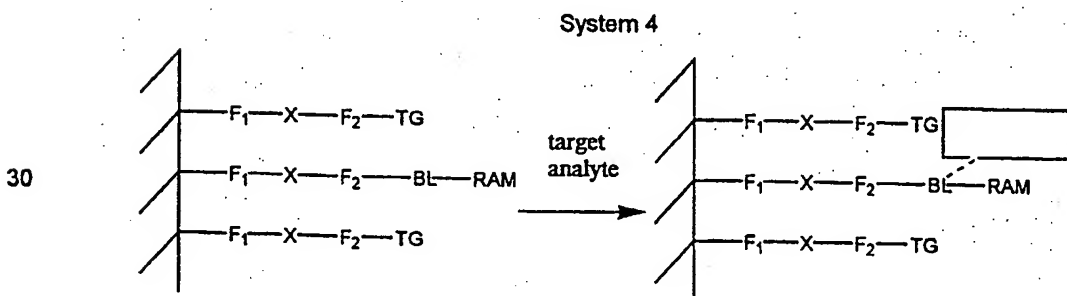 System 4
F₁—X—F₂—TG
F₁—X—F₂—TG
30
target
analyte
F₁—X—F₂—BL—RAM
F₁—X—F₂—BL—RAM
F₁—X—F₂—TG
F₁—X—F₂—TG